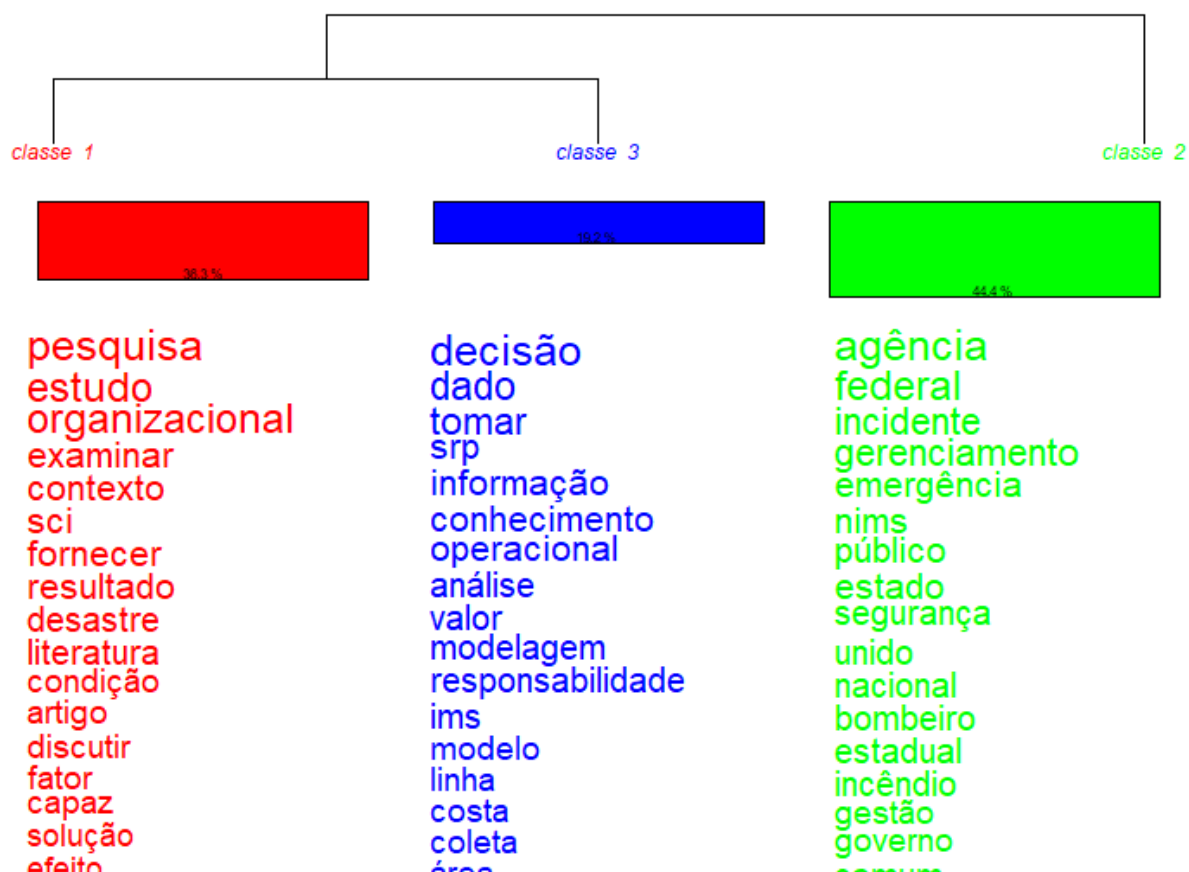 classe 1
classe 3
classe 2
36.3 %
19.2 %
44.4 %
pesquisa
estudo
organizacional
examinar
contexto
sci
fornecer
resultado
desastre
literatura
condição
artigo
discutir
fator
capaz
solução
efeito
decisão
dado
tomar
srp
informação
conhecimento
operacional
análise
valor
modelagem
responsabilidade
ims
modelo
linha
costa
coleta
área
agência
federal
incidente
gerenciamento
emergência
nims
público
estado
segurança
unido
nacional
bombeiro
estadual
incêndio
gestão
governo
comum